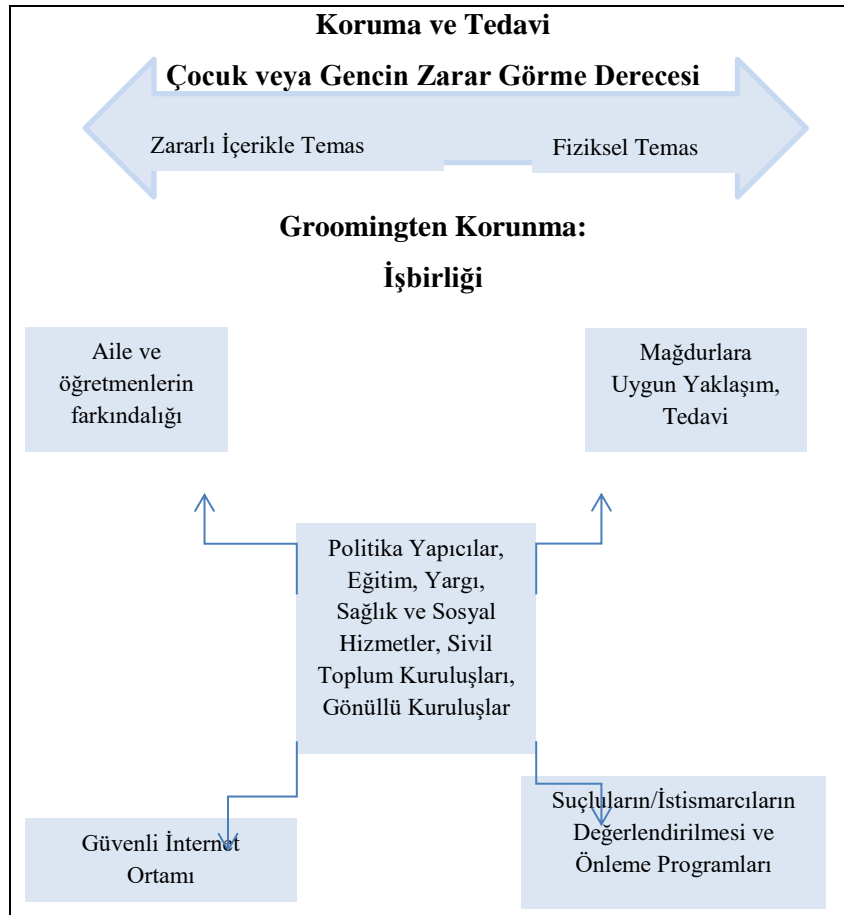 Koruma ve Tedavi
Çocuk veya Gencin Zarar Görme Derecesi
Zararlı İçerikle Temas
Fiziksel Temas
Groomingten Korunma:
İşbirliği
Aile ve
öğretmenlerin
farkındalığı
Mağdurlara
Uygun Yaklaşım,
Tedavi
Politika Yapıcılar,
Eğitim, Yargı,
Sağlık ve Sosyal
Hizmetler, Sivil
Toplum Kuruluşları,
Gönüllü Kuruluşlar
Güvenli İnternet
Ortamı
Suçluların/İstismarcıların
Değerlendirilmesi ve
Önleme Programları